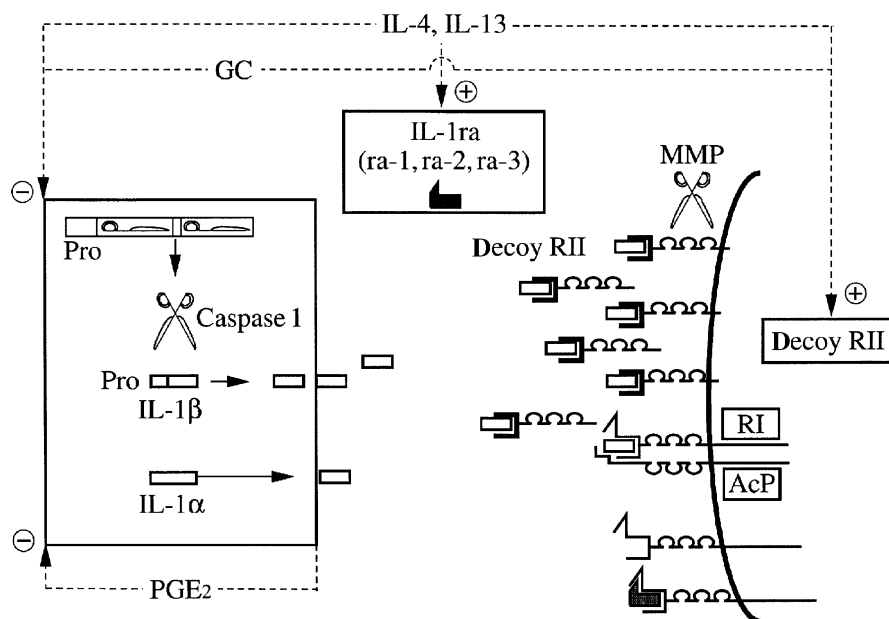 IL-4, IL-13
GC
⊕
IL-1ra
(ra-1, ra-2, ra-3)
MMP
⊖
Pro
Decoy RII
Caspase 1
⊕
Decoy RII
Pro
IL-1β
RI
AcP
IL-1α
⊖
PGE₂